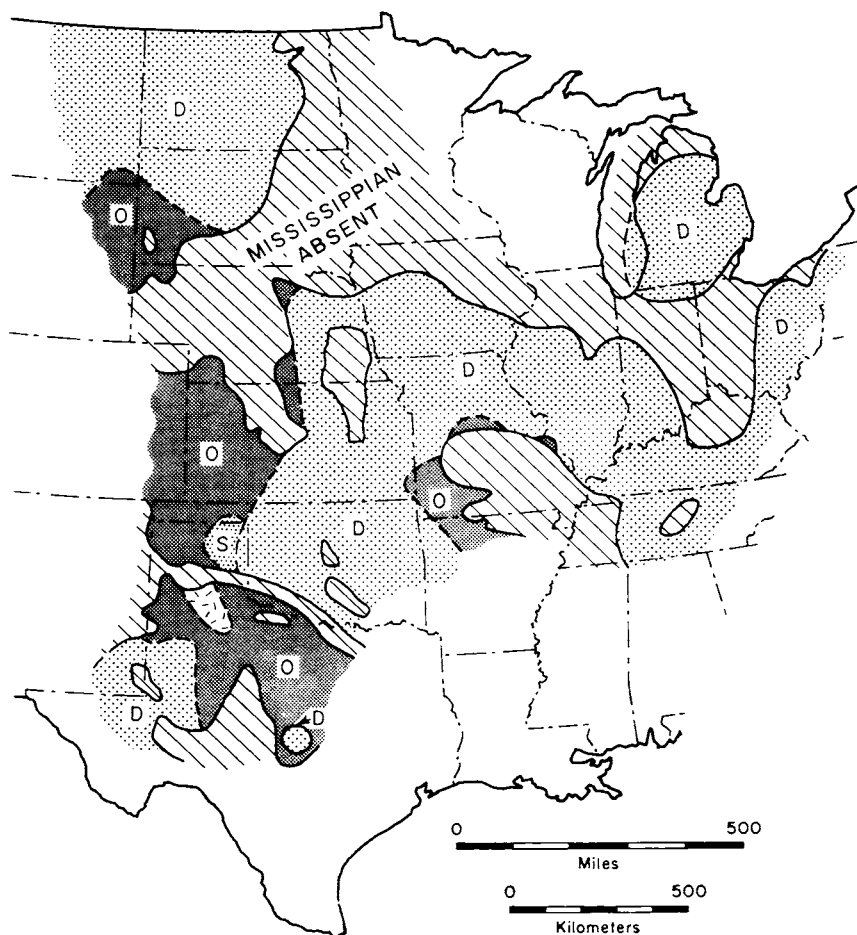 D
D
O
MISSISSIPPIAN
ABSENT
D
D
O
O
D
S
O
D
D
0 500
Miles
0 500
Kilometers